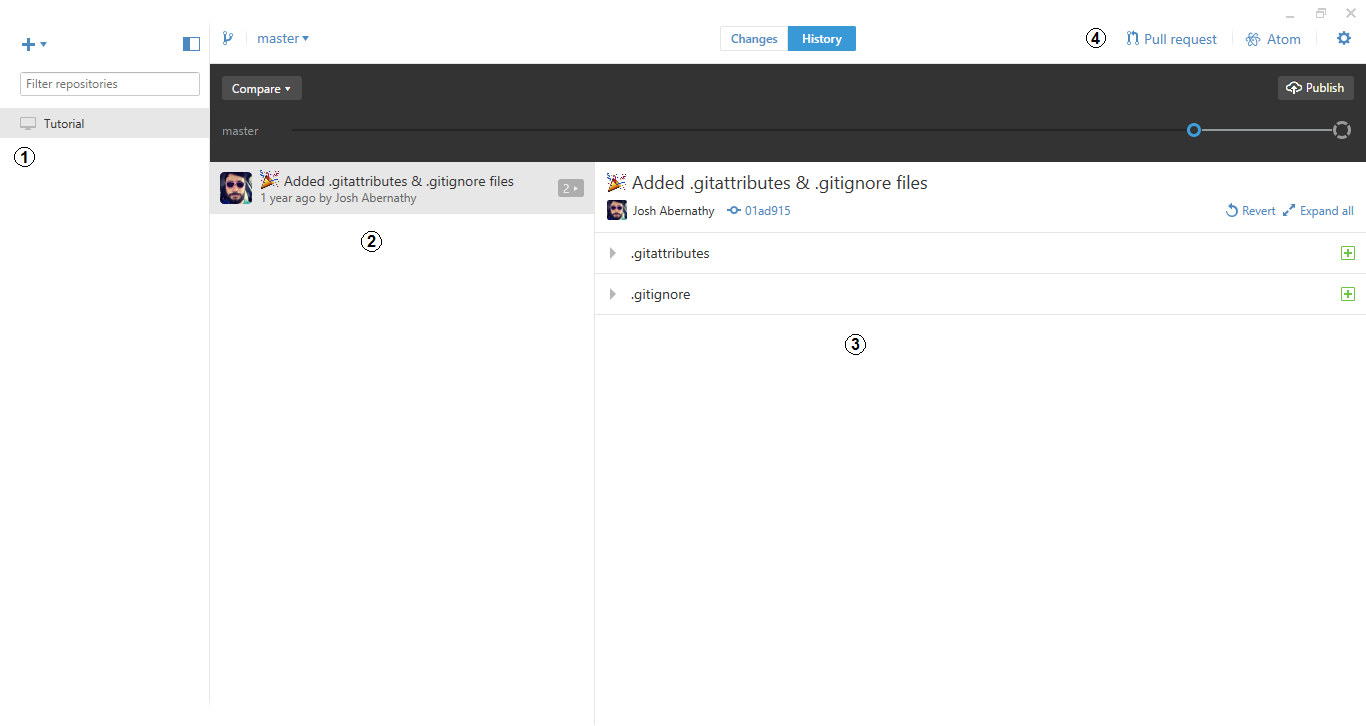 master
Changes
History
4
Pull request
Atom
Filter repositories
Compare
Publish
Tutorial
master
1
Added .gitattributes & .gitignore files
1 year ago by Josh Abernathy
2
2
Added .gitattributes & .gitignore files
Josh Abernathy
01ad915
Revert
Expand all
.gitattributes
.gitignore
3